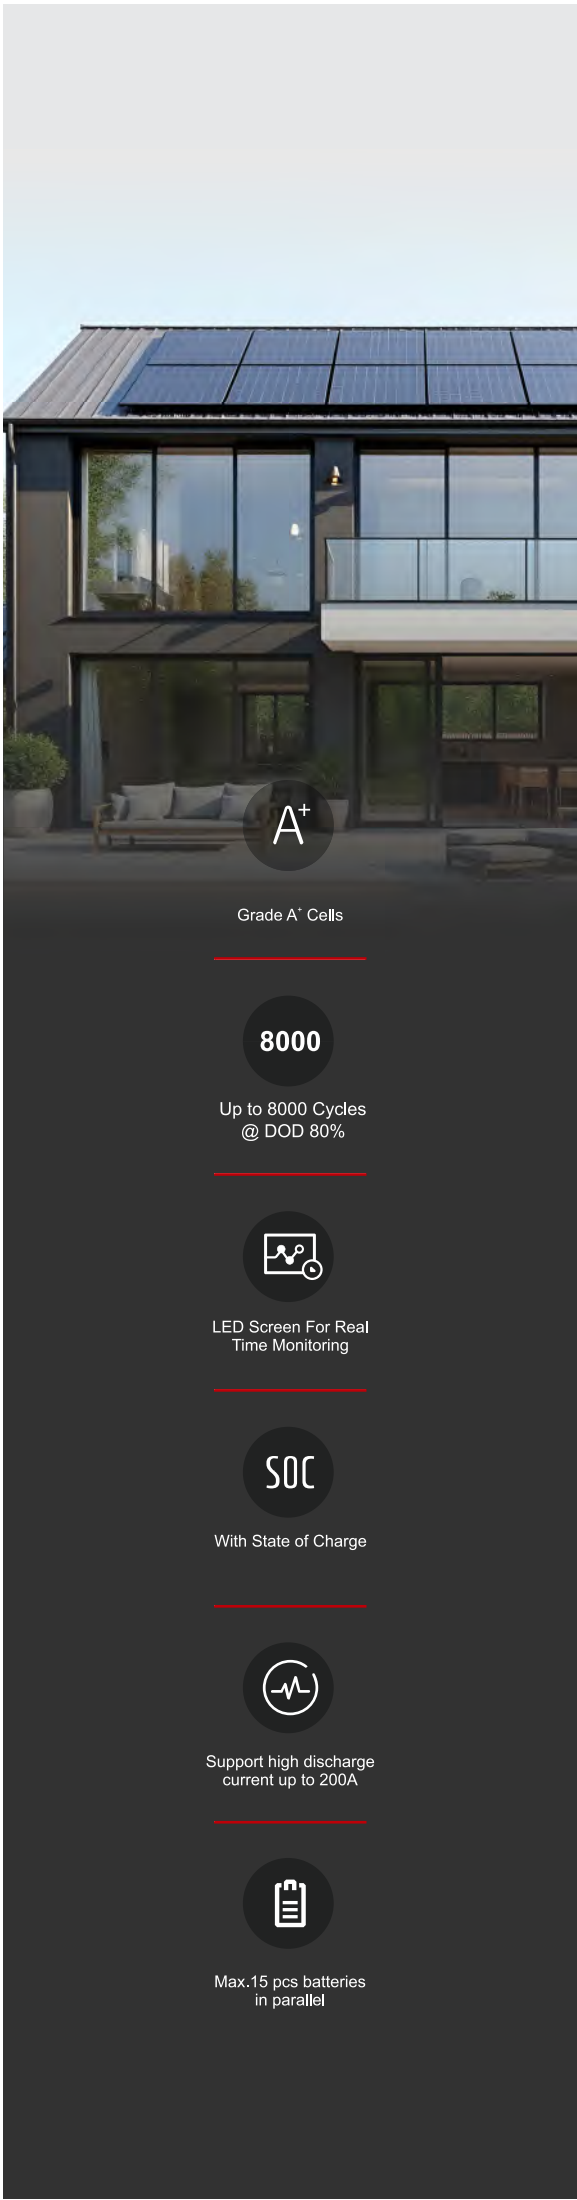 A⁺
Grade A⁺ Cells
8000
Up to 8000 Cycles
@ DOD 80%
LED Screen For Real
Time Monitoring
SOC
With State of Charge
Support high discharge
current up to 200A
Max.15 pcs batteries
in parallel